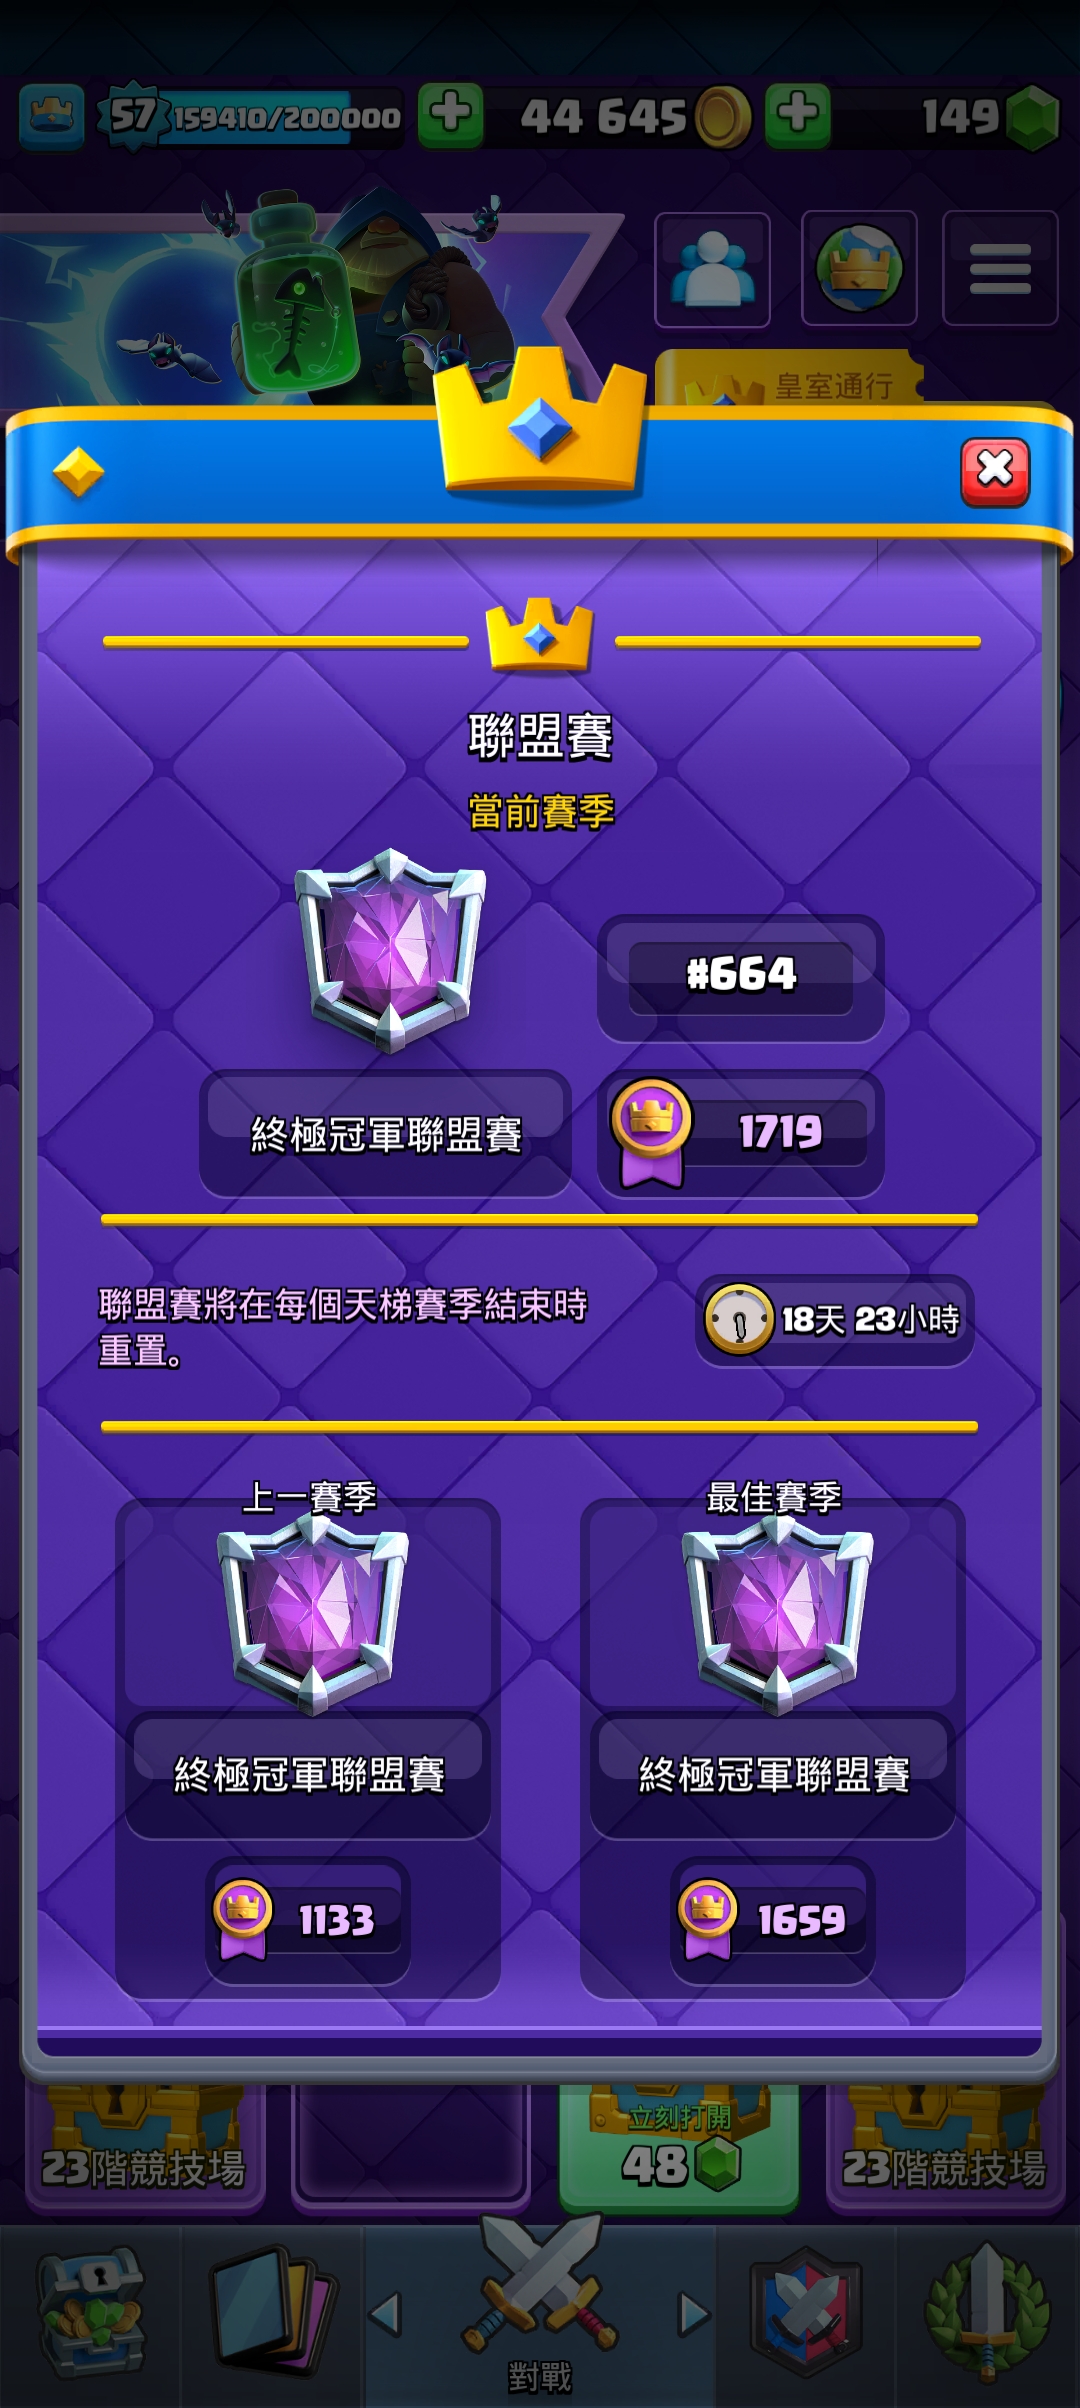 57
159410/200000
44 645
149
皇室通行
聯盟賽
當前賽季
#664
終極冠軍聯盟賽
1719
聯盟賽將在每個天梯賽季結束時
重置。
18天 23小時
上一賽季
最佳賽季
終極冠軍聯盟賽
終極冠軍聯盟賽
1133
1659
23階競技場
立刻打開
48
23階競技場
對戰